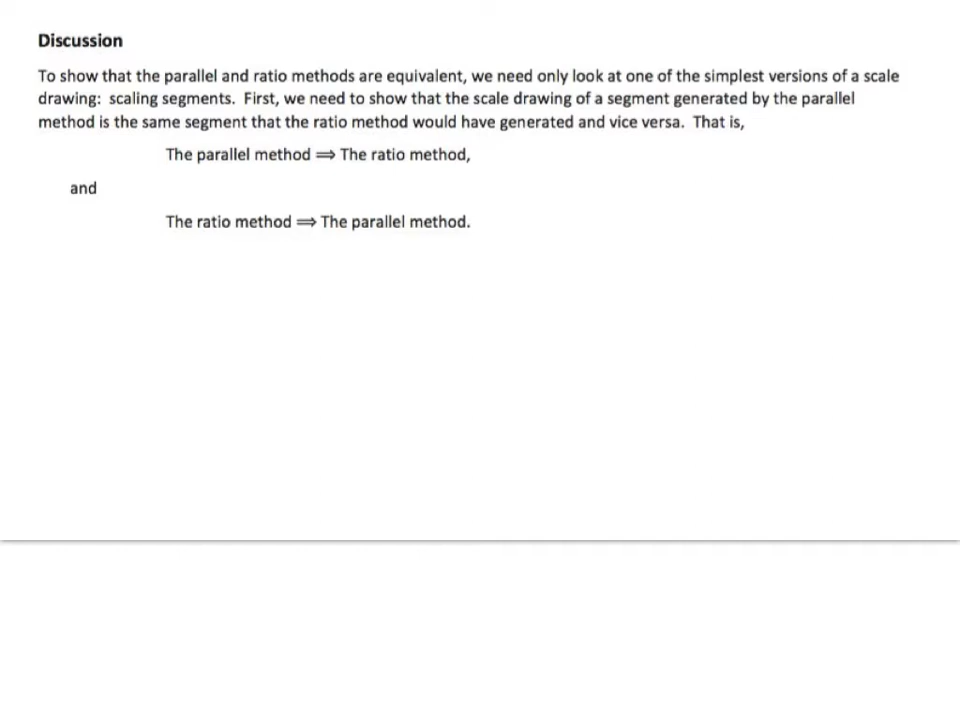 Discussion
To show that the parallel and ratio methods are equivalent, we need only look at one of the simplest versions of a scale
drawing:  scaling segments.  First, we need to show that the scale drawing of a segment generated by the parallel
method is the same segment that the ratio method would have generated and vice versa.  That is,
The parallel method ⟹ The ratio method,
and
The ratio method ⟹ The parallel method.